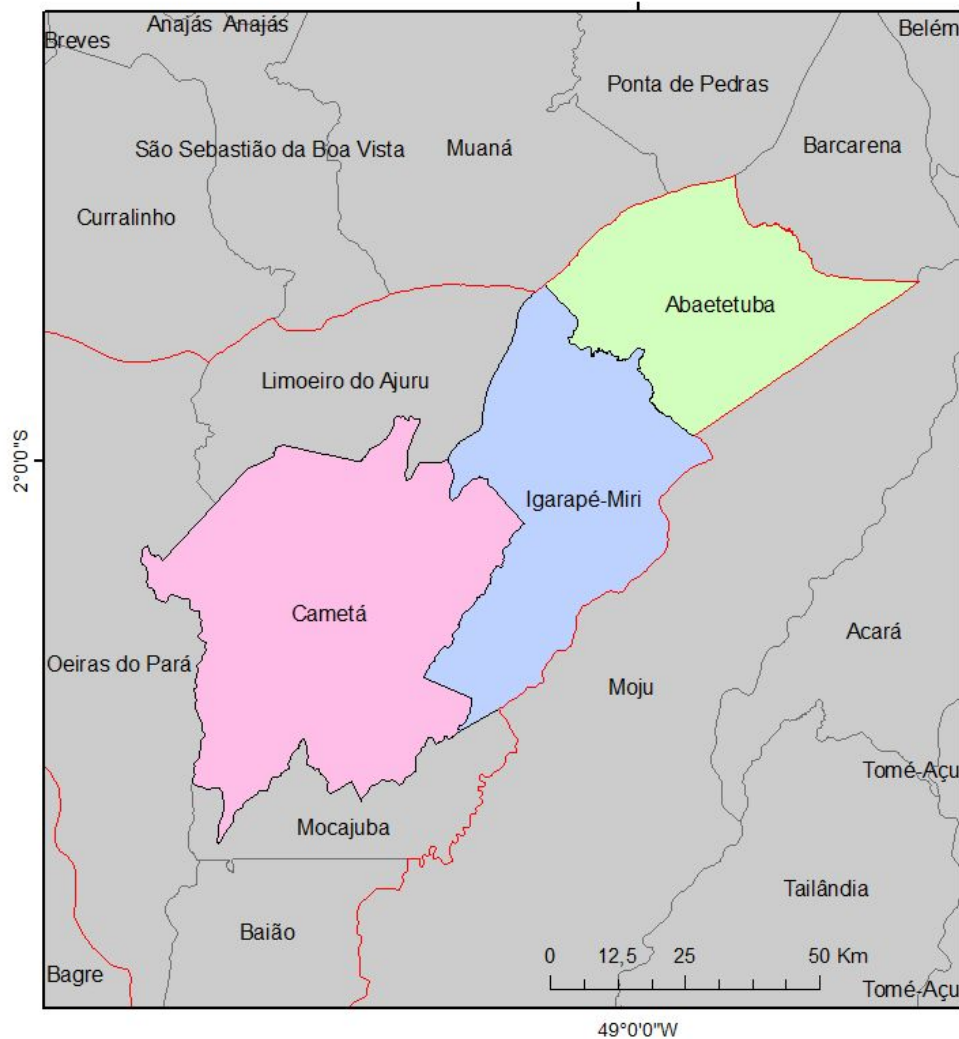 Anajás Anajás
Belém
Breves
Ponta de Pedras
São Sebastião da Boa Vista
Muaná
Barcarena
Curralinho
Abaetetuba
Limoeiro do Ajuru
2°0'0"S
Igarapé-Miri
Cametá
Acará
Oeiras do Pará
Moju
Tomé-Açu
Mocajuba
Tailândia
Baião
0 12,5 25 50 Km
Bagre
Tomé-Açu
49°0'0"W